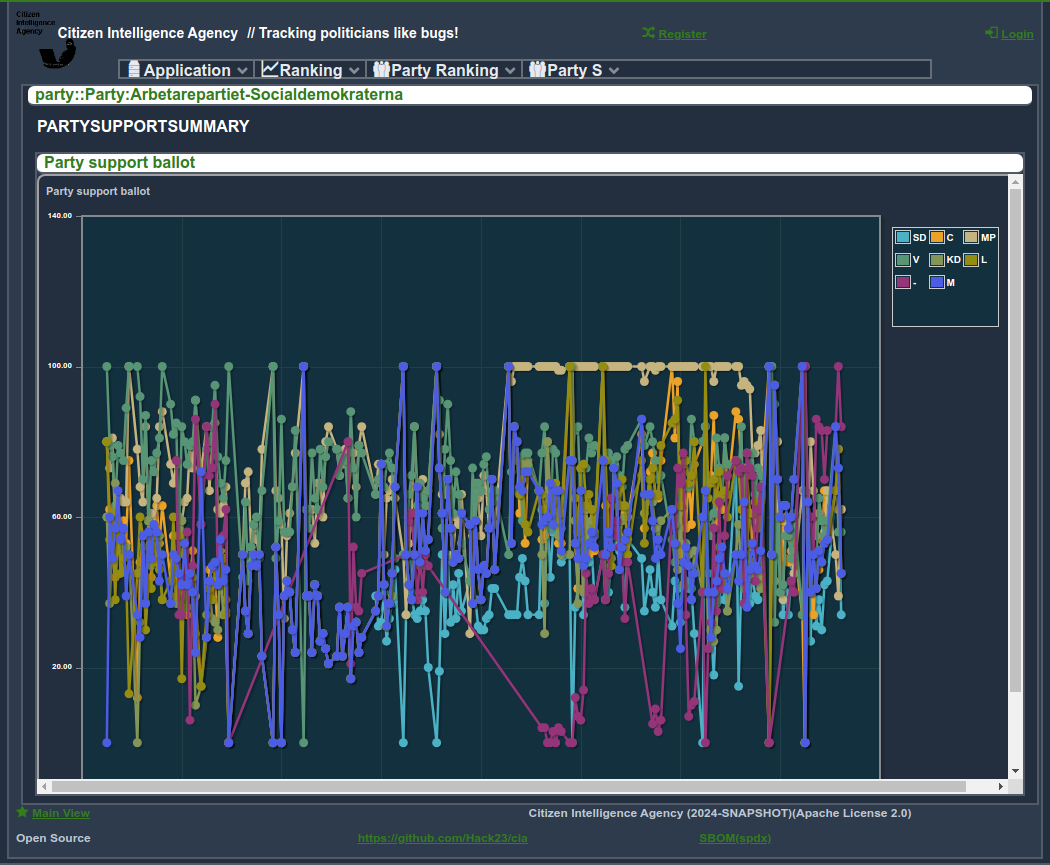 Citizen
Intelligence
Agency
Citizen Intelligence Agency // Tracking politicians like bugs!
Register
Login
Application
Ranking
Party Ranking
Party S
party::Party:Arbetarepartiet-Socialdemokraterna
PARTYSUPPORTSUMMARY
Party support ballot
Party support ballot
140.00
100.00
60.00
20.00
SD C MP
V KD L
- M
Main View
Citizen Intelligence Agency (2024-SNAPSHOT)(Apache License 2.0)
Open Source
https://github.com/Hack23/cia
SBOM(spdx)